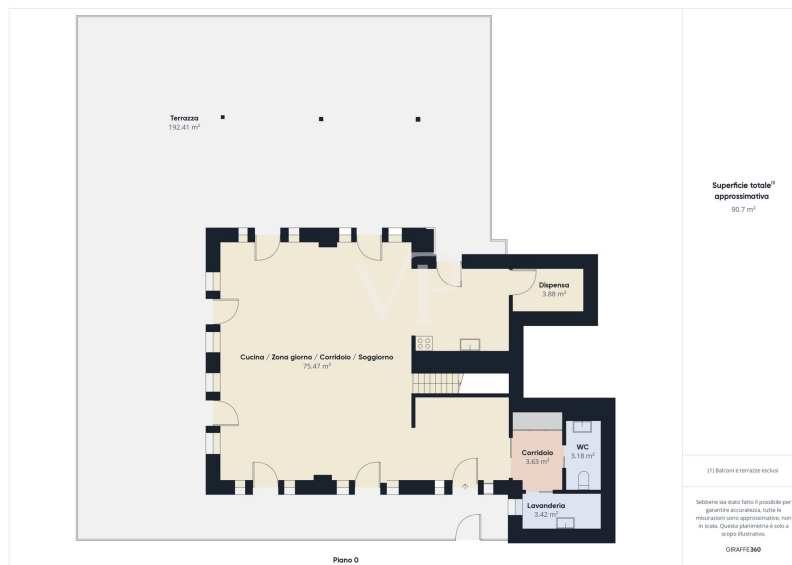 Terrazza
192.41 m²
Superficie totale⁽¹⁾
approssimativa
90.7 m²
VP
Dispensa
3.88 m²
Cucina / Zona giorno / Corridoio / Soggiorno
75.47 m²
Corridoio
3.63 m²
WC
3.18 m²
Lavanderia
3.42 m²
(1) Balconi e terrazze esclusi
Sebbene sia stato fatto il possibile per
garantire accuratezza, tutte le
misurazioni sono approssimative, non
in scala. Questa planimetria è solo a
scopo illustrativo.
GIRAFFE360
Piano 0